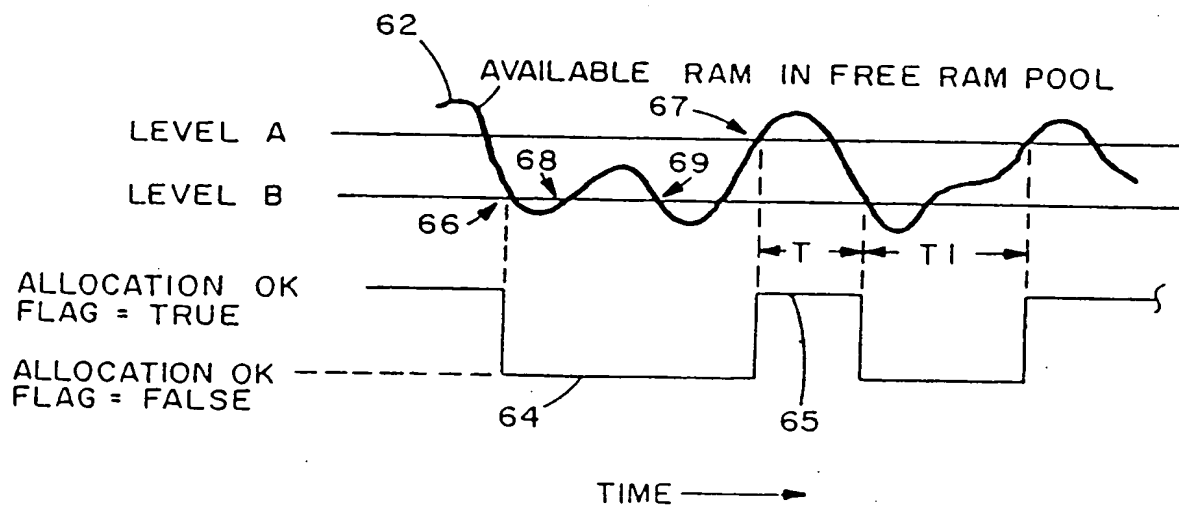 62
AVAILABLE RAM IN FREE RAM POOL
67
LEVEL A
68
69
LEVEL B
66
T
T1
ALLOCATION OK
FLAG = TRUE
ALLOCATION OK
FLAG = FALSE
64
65
TIME